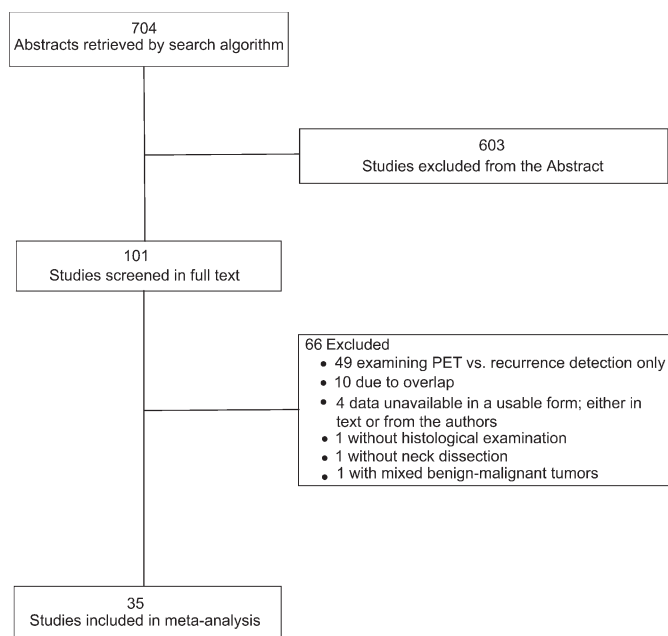 704
Abstracts retrieved by search algorithm
603
Studies excluded from the Abstract
101
Studies screened in full text
66 Excluded
• 49 examining PET vs. recurrence detection only
• 10 due to overlap
• 4 data unavailable in a usable form; either in
text or from the authors
• 1 without histological examination
• 1 without neck dissection
• 1 with mixed benign-malignant tumors
35
Studies included in meta-analysis